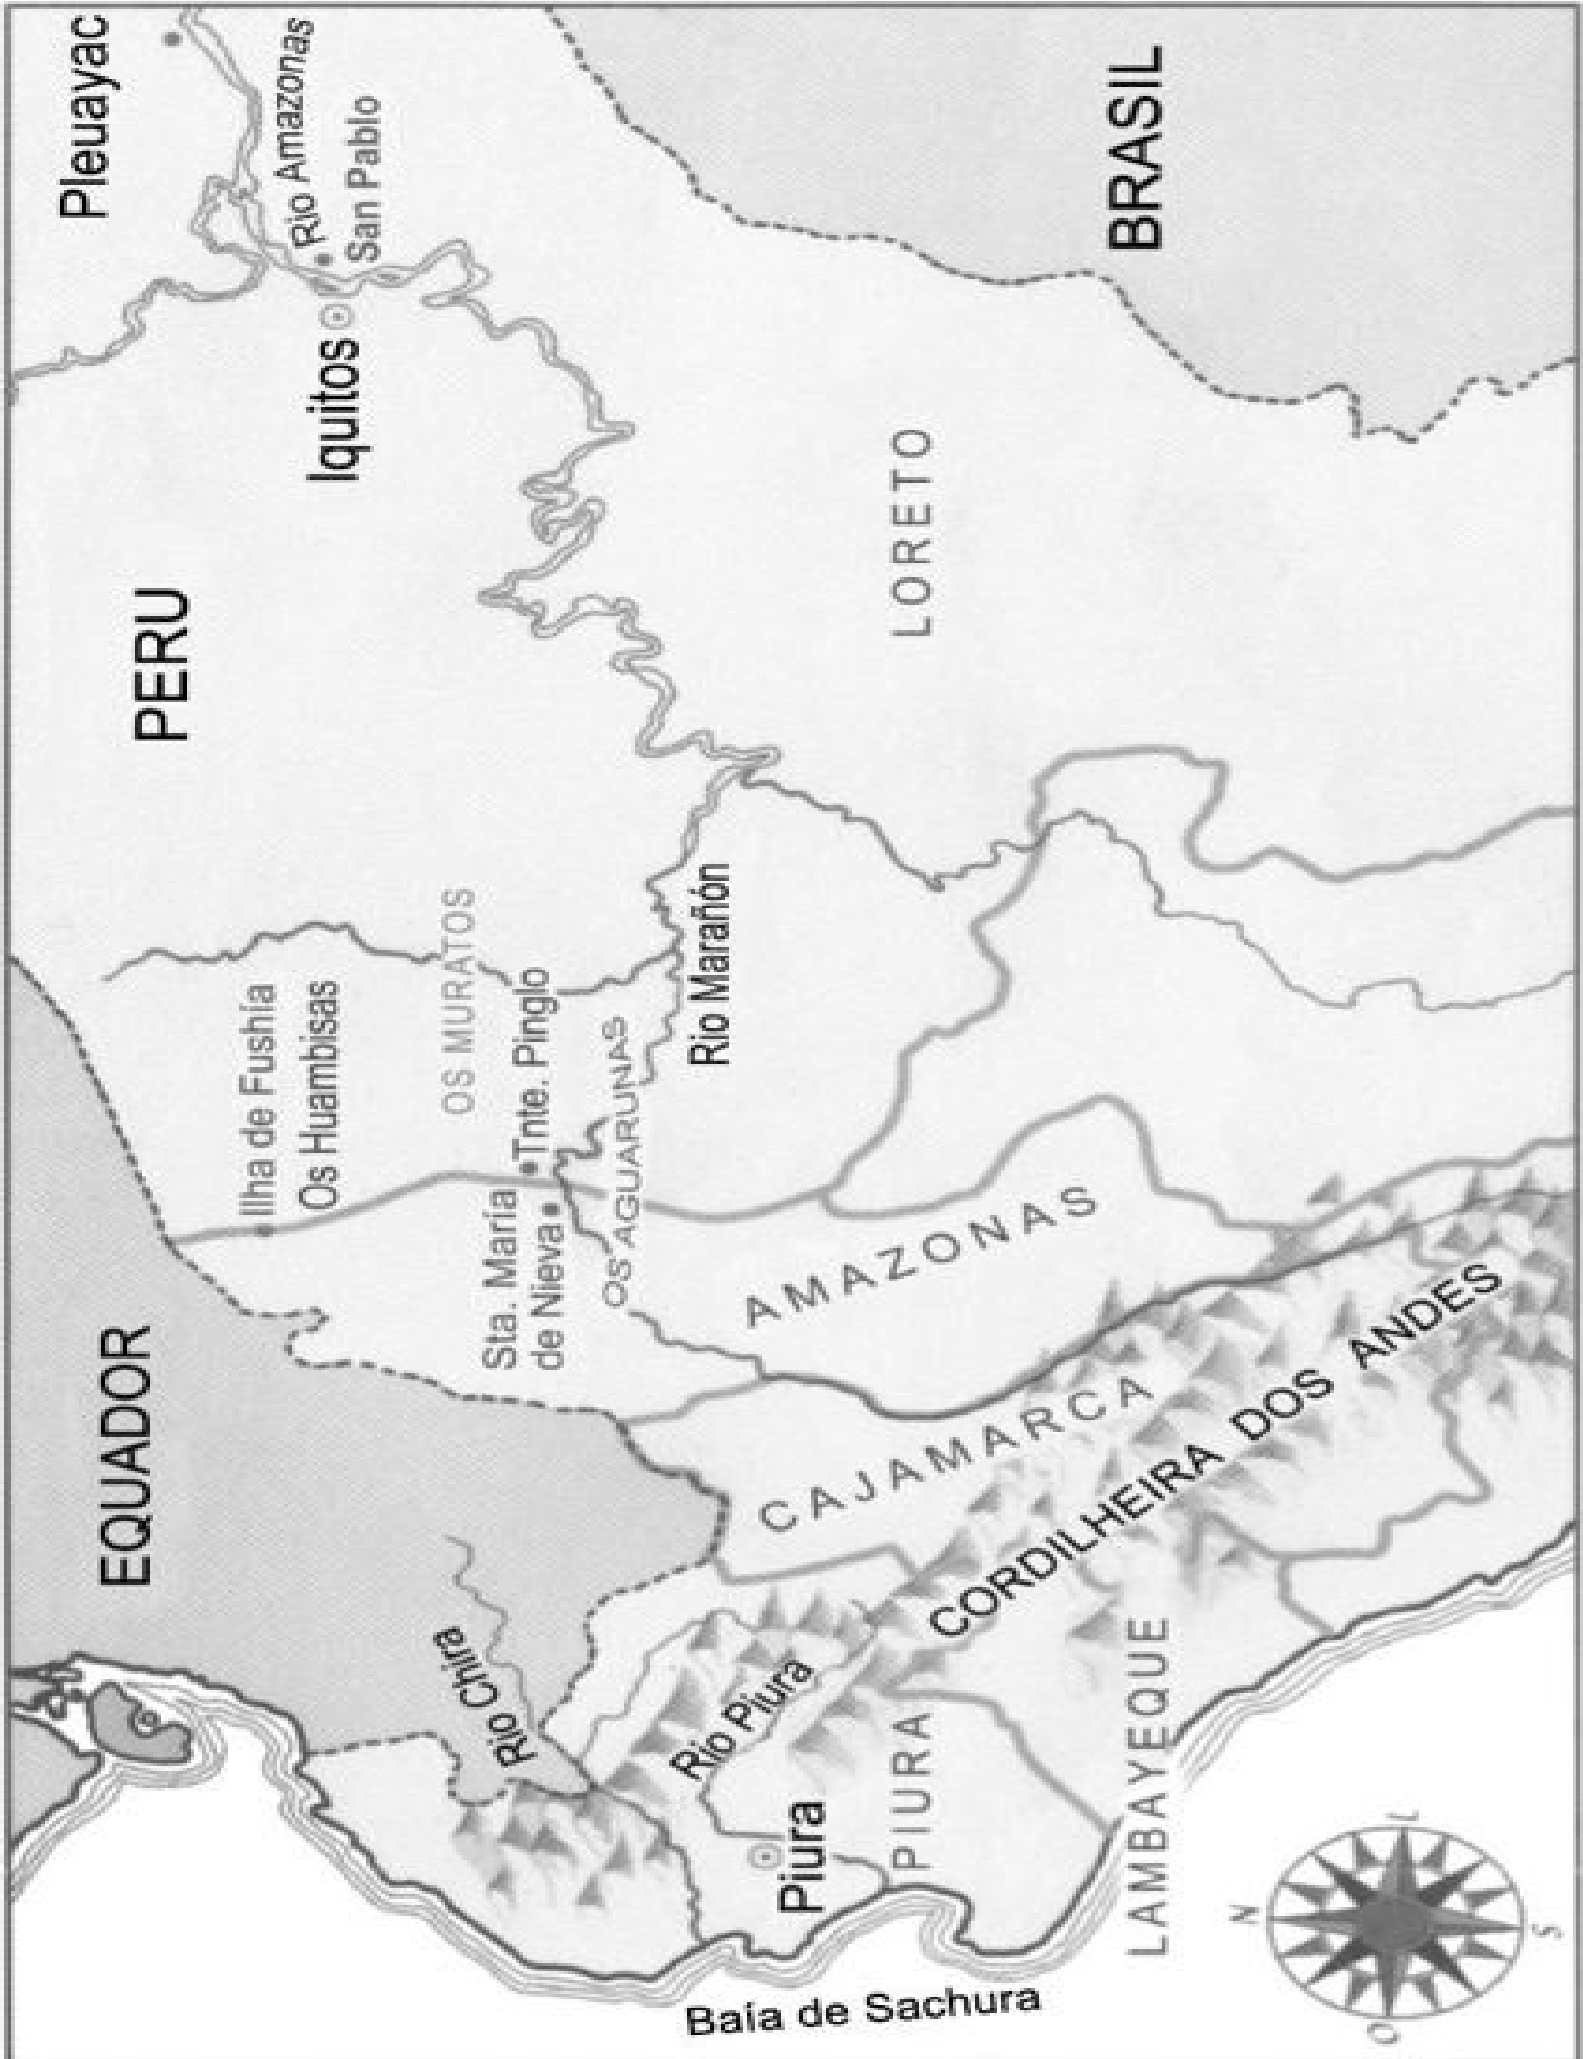 EQUADOR
PERU
Pleuayac
Ilha de Fushía
Os Huambisas
Rio Amazonas
San Pablo
Iquitos
OS MURATOS
Rio Chira
Sta. María
de Nieva
Tnte. Pinglo
OS AGUARUNAS
Rio Marañón
Rio Piura
Piura
AMAZONAS
CAJAMARCA
LORETO
PIURA
CORDILHEIRA DOS ANDES
BRASIL
LAMBAYEQUE
Baía de Sachura
N
O
L
S